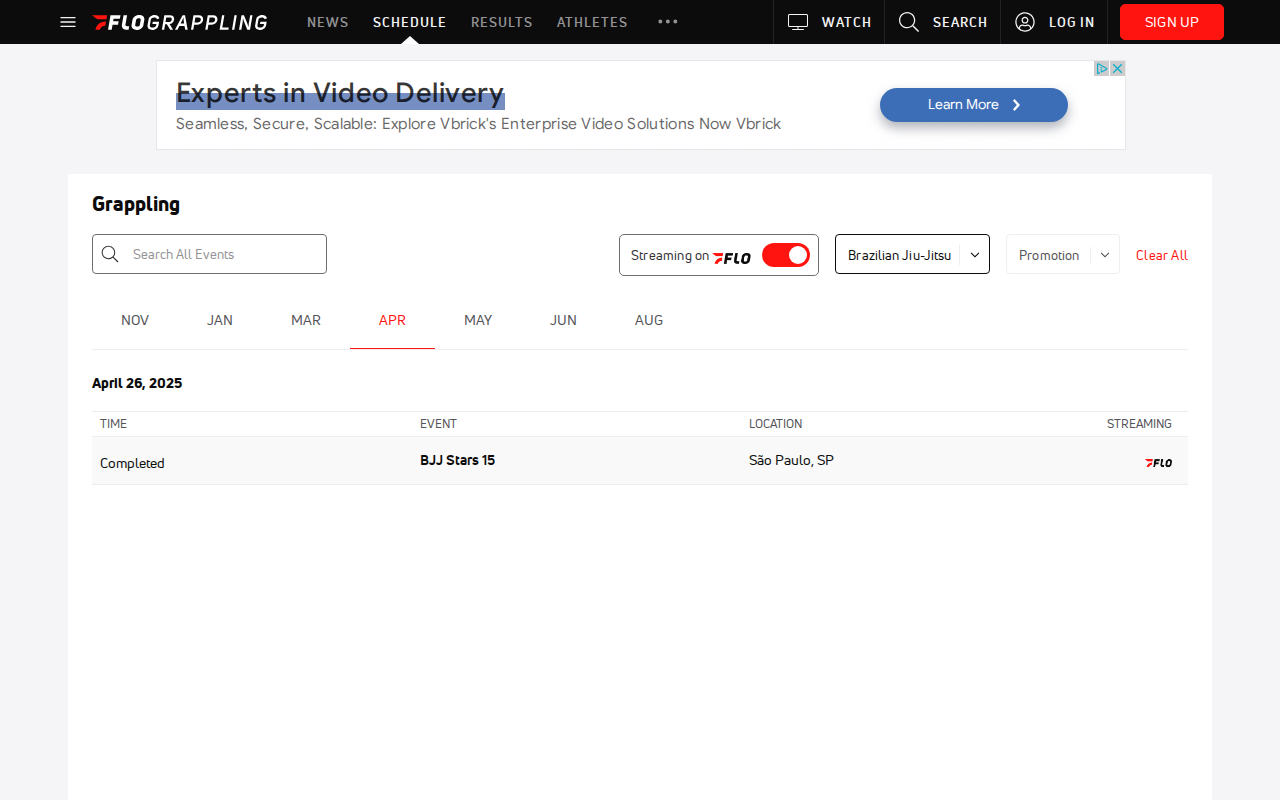 FLOGRAPPLING NEWS SCHEDULE RESULTS ATHLETES WATCH SEARCH LOG IN SIGN UP
Experts in Video Delivery
Seamless, Secure, Scalable: Explore Vbrick's Enterprise Video Solutions Now Vbrick
Learn More
Grappling
Search All Events Streaming on FLO Brazilian Jiu-Jitsu Promotion Clear All
NOV JAN MAR APR MAY JUN AUG
April 26, 2025
TIME EVENT LOCATION STREAMING
Completed BJJ Stars 15 São Paulo, SP FLO